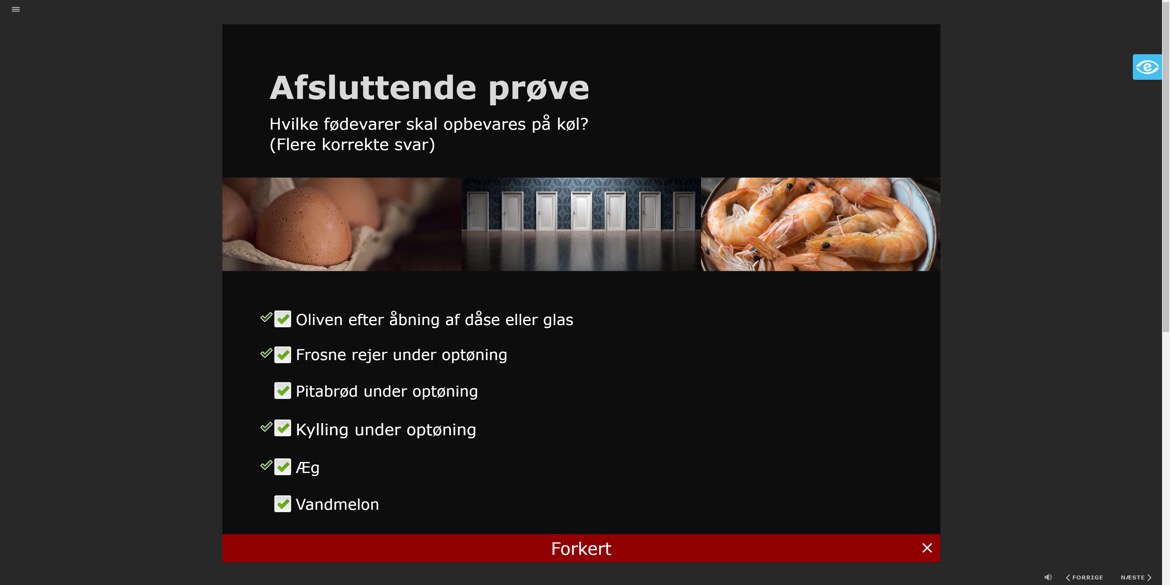 Afsluttende prøve
Hvilke fødevarer skal opbevares på køl?
(Flere korrekte svar)
Oliven efter åbning af dåse eller glas
Frosne rejer under optøning
Pitabrød under optøning
Kylling under optøning
Æg
Vandmelon
Forkert
FORRIGE
NÆSTE